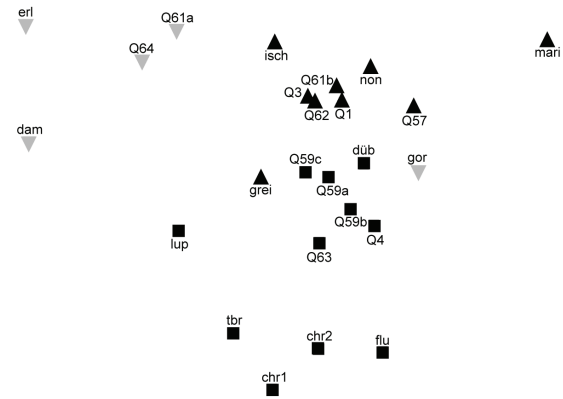 erl
Q61a
Q64
isch
mari
non
Q61b
Q3
Q62
Q1
Q57
dam
düb
gor
Q59c
Q59a
grei
Q59b
Q4
lup
Q63
tbr
chr2
flu
chr1